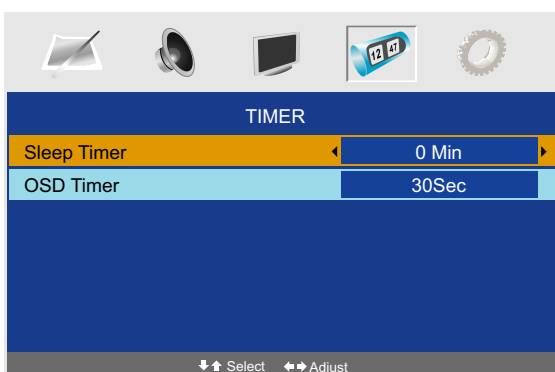 12 47
TIMER
Sleep Timer 0 Min
OSD Timer 30Sec
Select Adjust